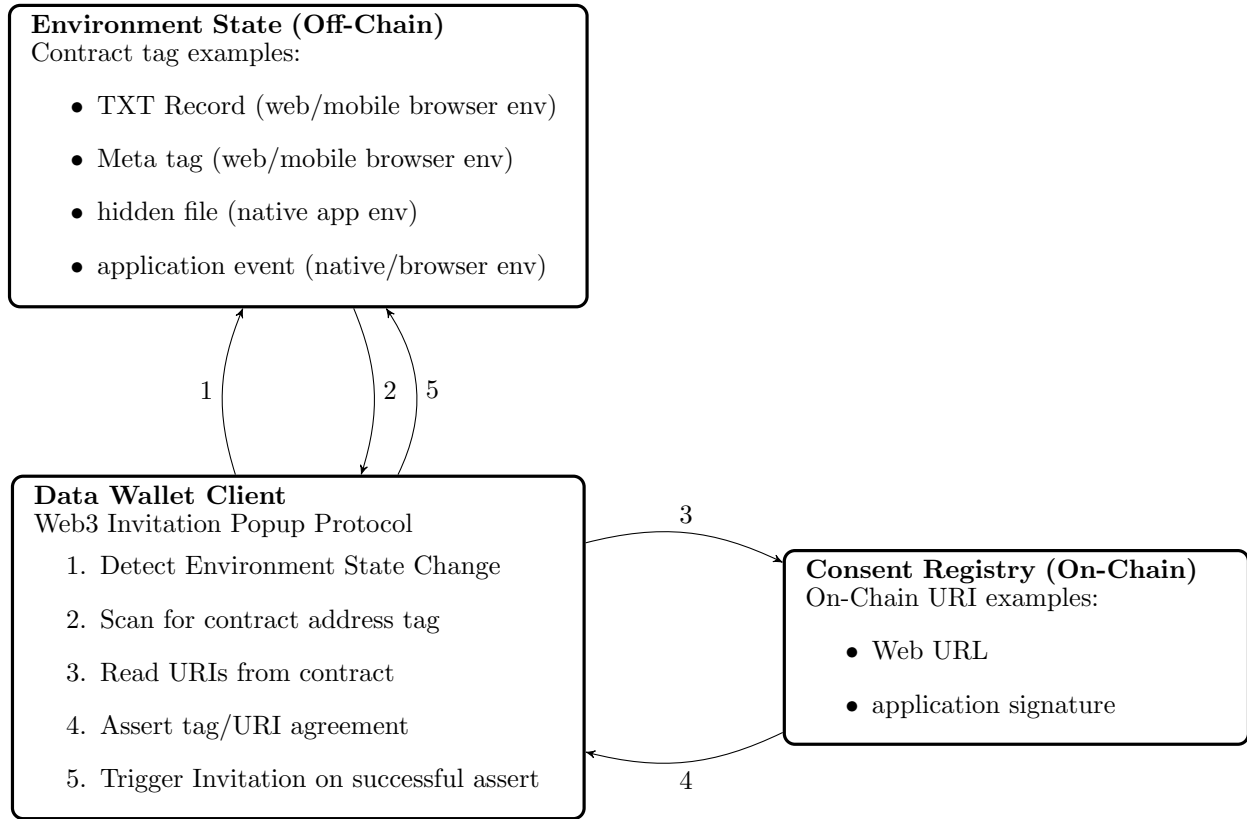 Environment State (Off-Chain)
Contract tag examples:
• TXT Record (web/mobile browser env)
• Meta tag (web/mobile browser env)
• hidden file (native app env)
• application event (native/browser env)
1
2
5
Data Wallet Client
Web3 Invitation Popup Protocol
1. Detect Environment State Change
2. Scan for contract address tag
3. Read URIs from contract
4. Assert tag/URI agreement
5. Trigger Invitation on successful assert
3
Consent Registry (On-Chain)
On-Chain URI examples:
• Web URL
• application signature
4